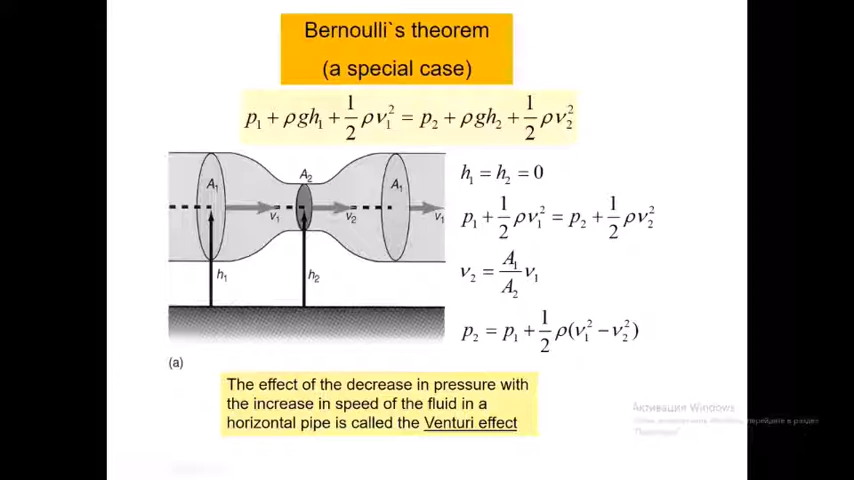 Bernoulli`s theorem
(a special case)
p₁ + ρgh₁ + 1/2 ρv₁² = p₂ + ρgh₂ + 1/2 ρv₂²
h₁ = h₂ = 0
p₁ + 1/2 ρv₁² = p₂ + 1/2 ρv₂²
v₂ = A₁/A₂ v₁
p₂ = p₁ + 1/2 ρ(v₁² − v₂²)
A₁ A₂ A₁
v₁ v₂ v₁
h₁ h₂
(a)
The effect of the decrease in pressure with
the increase in speed of the fluid in a
horizontal pipe is called the Venturi effect
Активация Windows
перейдите в раздел